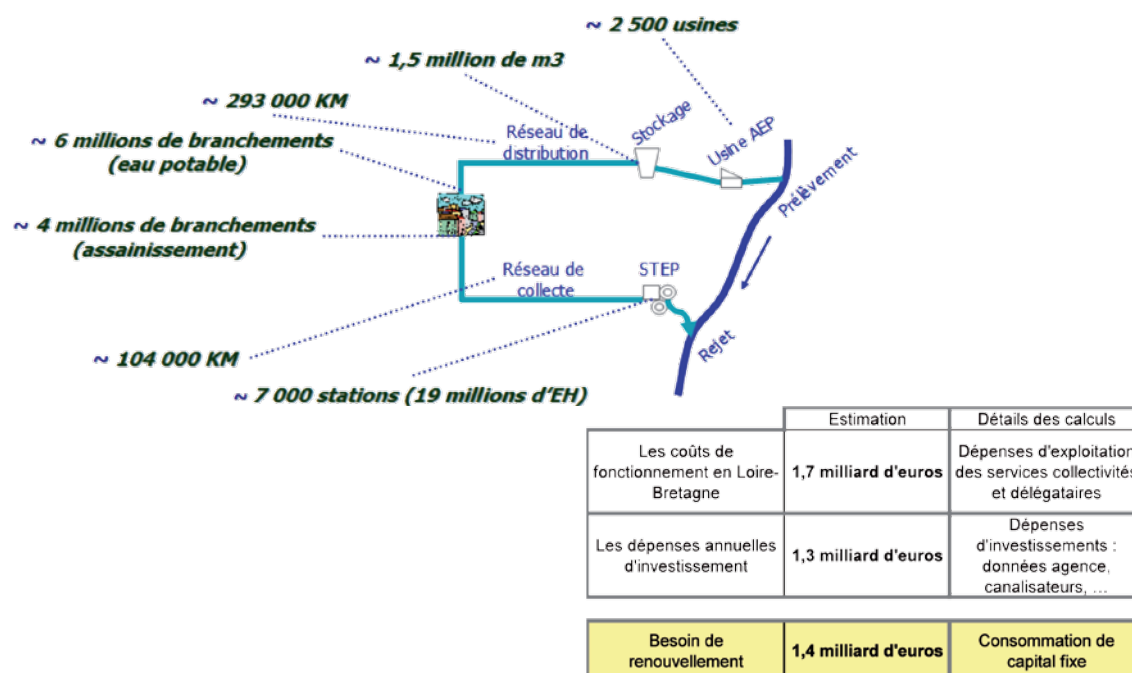 ~ 2 500 usines
~ 1,5 million de m3
~ 293 000 KM
~ 6 millions de branchements
(eau potable)
Réseau de
distribution
Stockage
Usine AEP
Prélèvement
~ 4 millions de branchements
(assainissement)
Réseau de
collecte
STEP
Rejet
~ 104 000 KM
~ 7 000 stations (19 millions d'EH)
Estimation
Détails des calculs
Les coûts de
fonctionnement en Loire-
Bretagne
1,7 milliard d'euros
Dépenses d'exploitation
des services collectivités
et délégataires
Les dépenses annuelles
d'investissement
1,3 milliard d'euros
Dépenses
d'investissements :
données agence,
canalisateurs, ...
Besoin de
renouvellement
1,4 milliard d'euros
Consommation de
capital fixe